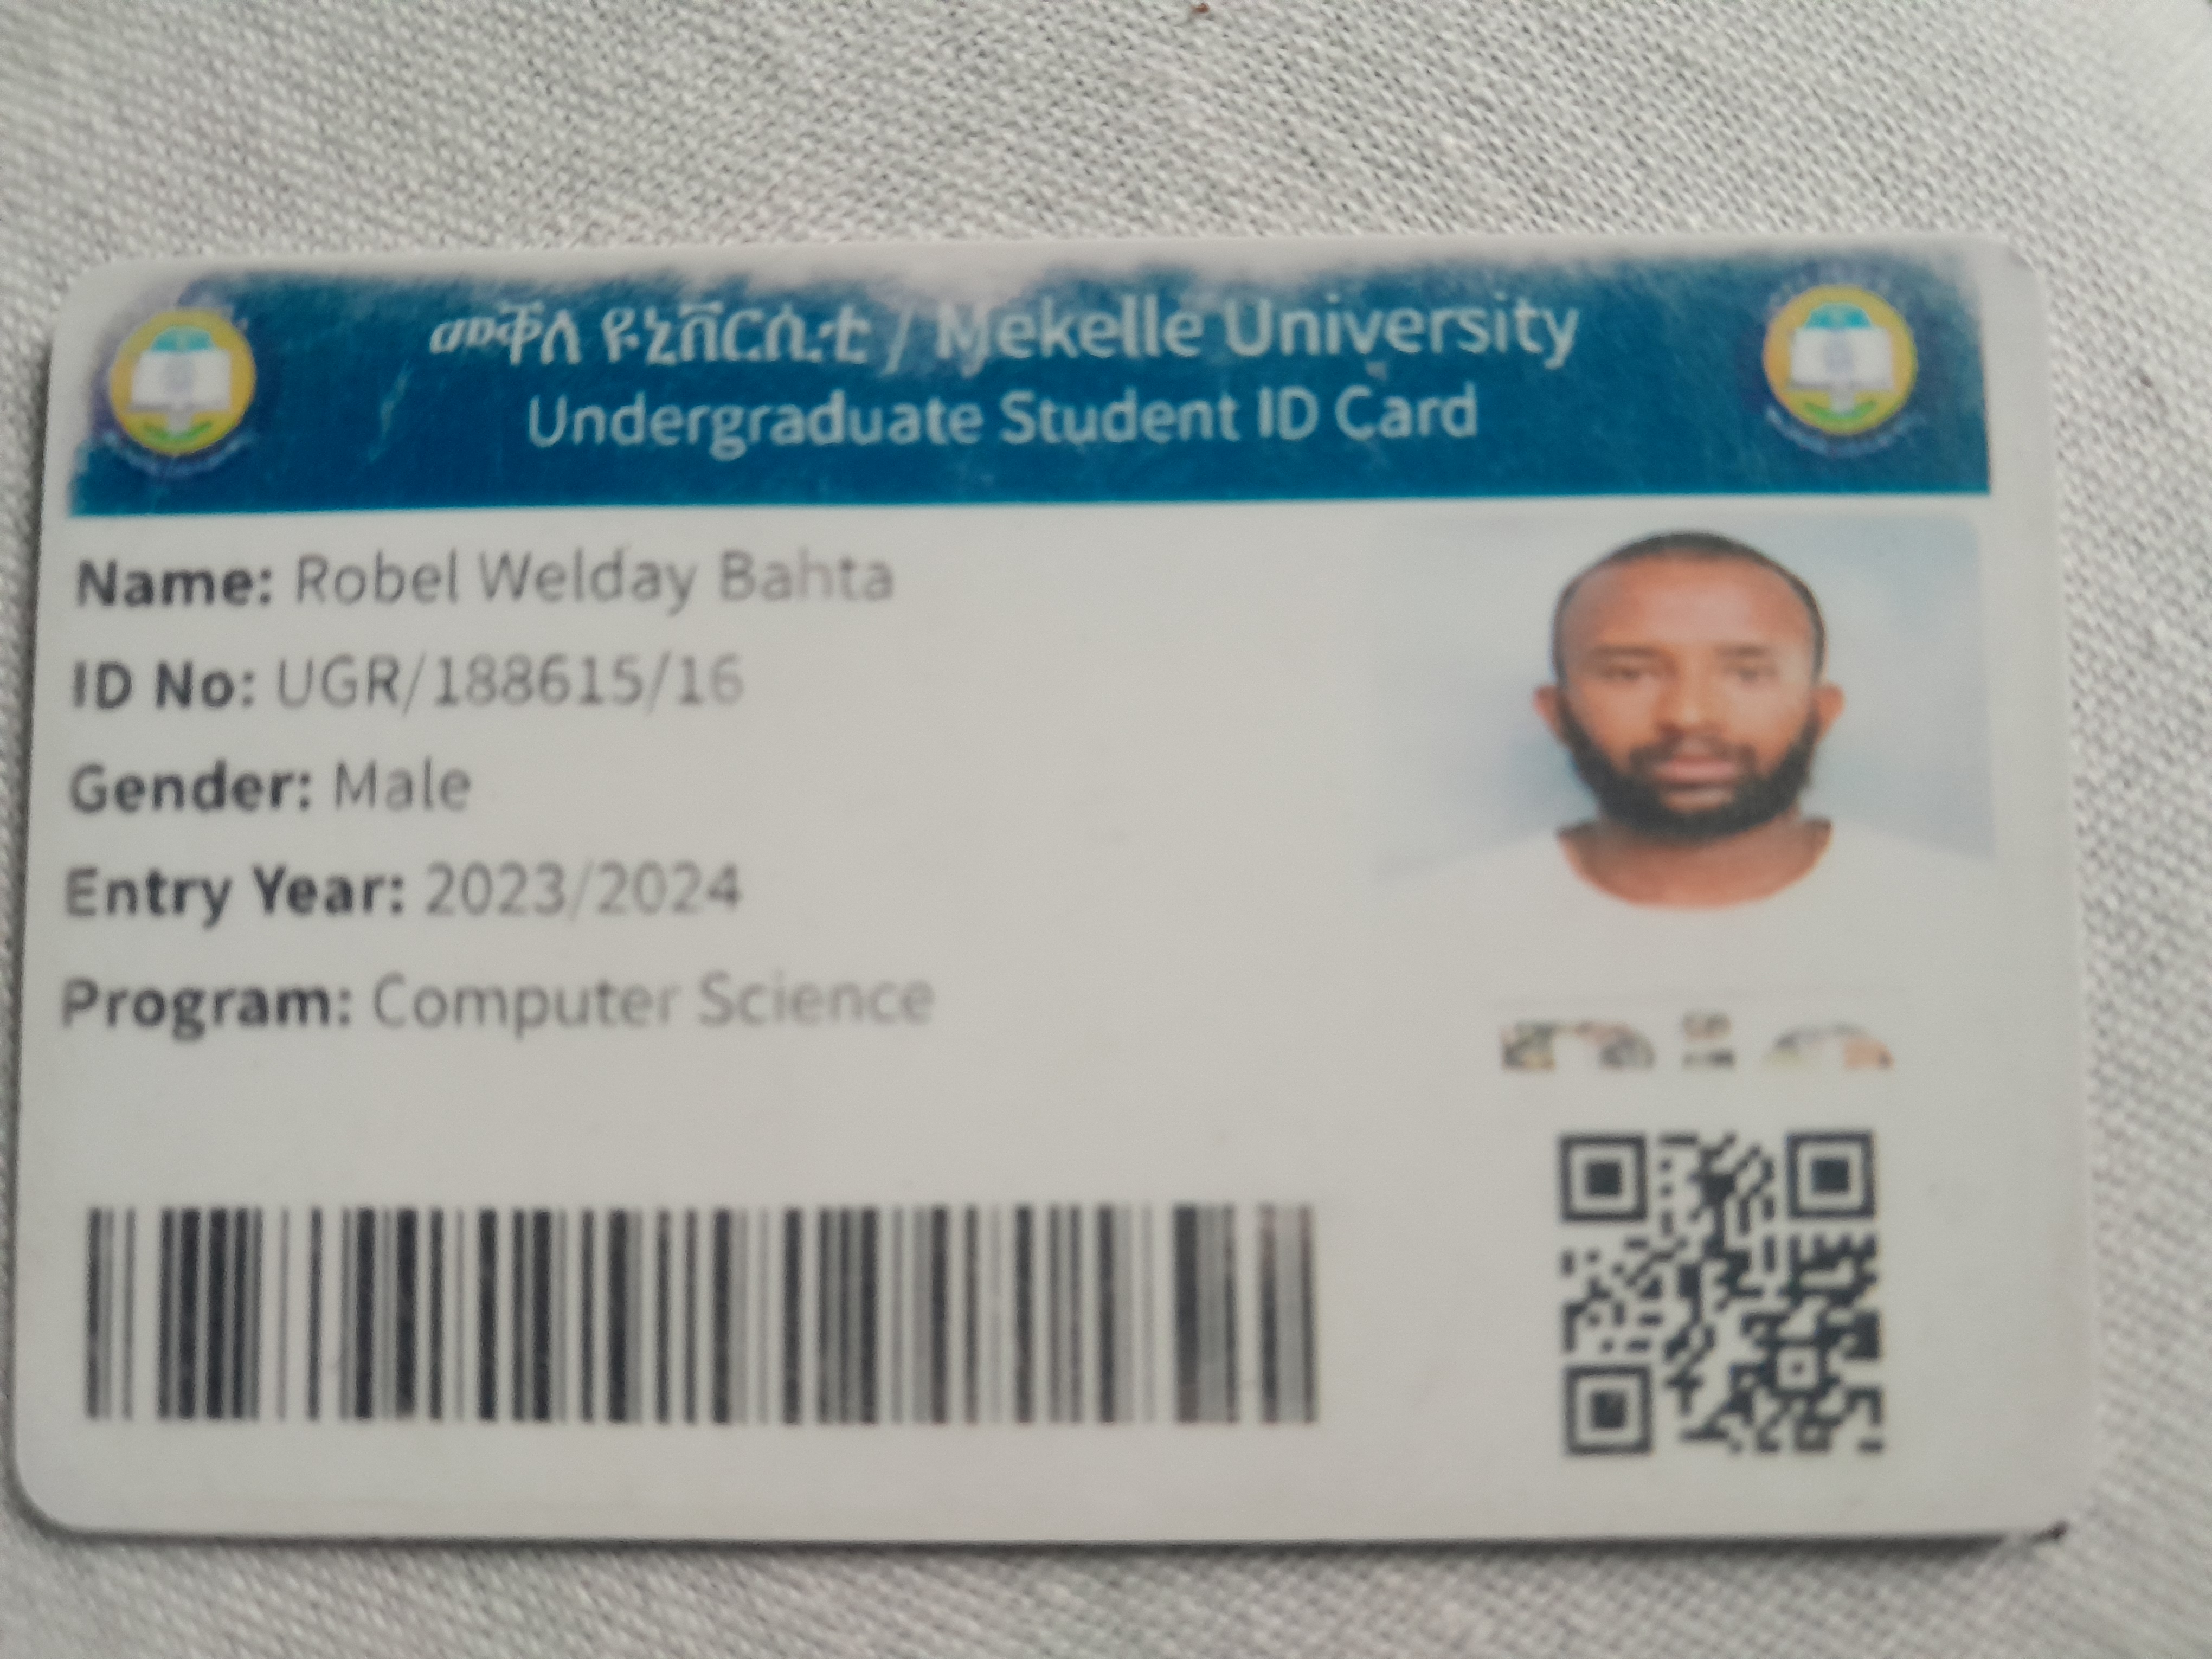 መቐለ ዩኒቨርሲቲ / Mekelle University
Undergraduate Student ID Card
Name: Robel Welday Bahta
ID No: UGR/188615/16
Gender: Male
Entry Year: 2023/2024
Program: Computer Science